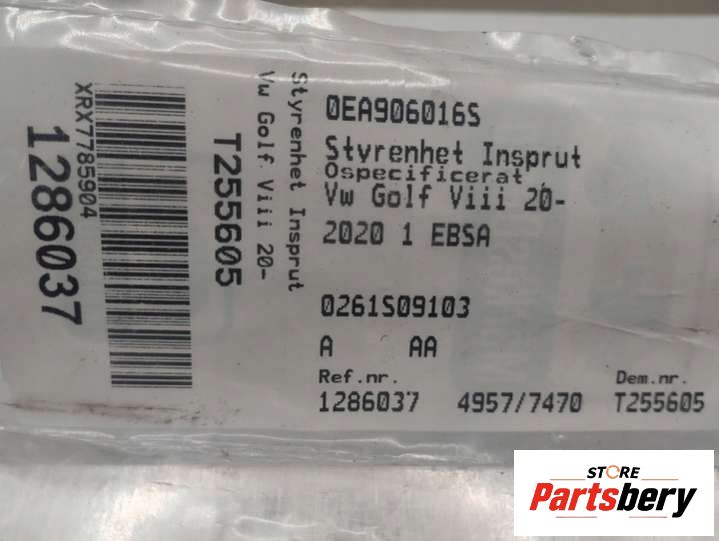 XRX7785904
1286037
T255605
Vw Golf Viii 20-
Styrenhet Insprut
0EA906016S
Styrenhet Insprut
Ospecificerat,
Vw Golf Viii 20-
2020 1 EBSA
0261S09103
A AA
Ref.nr. Dem.nr.
1286037 4957/7470 T255605
STORE
Partsbery